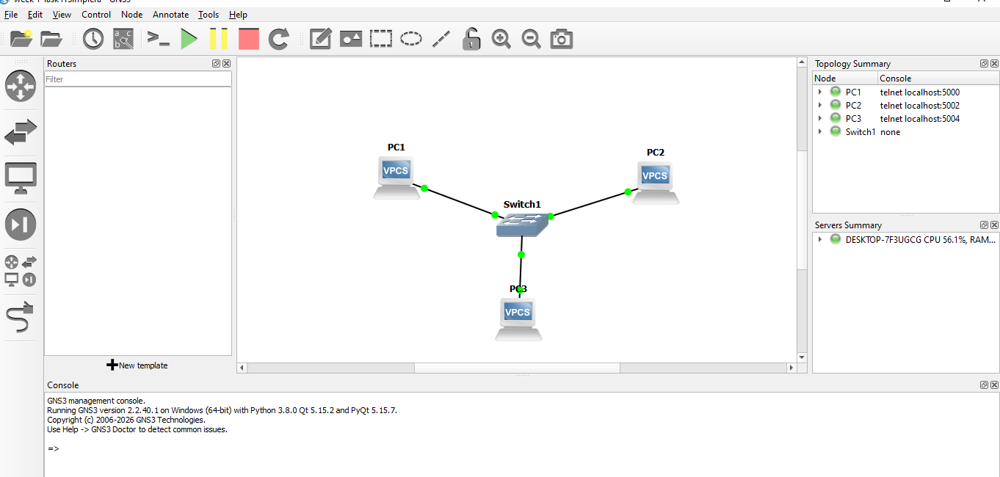 File Edit View Control Node Annotate Tools Help
Routers
Filter
New template
PC1
VPCS
PC2
VPCS
Switch1
PC3
VPCS
Topology Summary
Node Console
PC1 telnet localhost:5000
PC2 telnet localhost:5002
PC3 telnet localhost:5004
Switch1 none
Servers Summary
DESKTOP-7F3UGCG CPU 56.1%, RAM...
Console
GNS3 management console.
Running GNS3 version 2.2.40.1 on Windows (64-bit) with Python 3.8.0 Qt 5.15.2 and PyQt 5.15.7.
Copyright (c) 2006-2026 GNS3 Technologies.
Use Help -> GNS3 Doctor to detect common issues.
=>